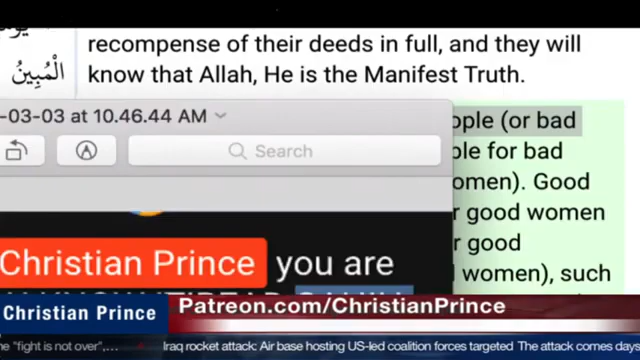 recompense of their deeds in full, and they will
الْمُبِينُ
know that Allah, He is the Manifest Truth.
-03-03 at 10.46.44 AM
ople (or bad
Search
ple for bad
omen). Good
r good women
r good
Christian Prince you are
women), such
Christian Prince
Patreon.com/ChristianPrince
"fight is not over",...
Iraq rocket attack: Air base hosting US-led coalition forces targeted The attack comes days